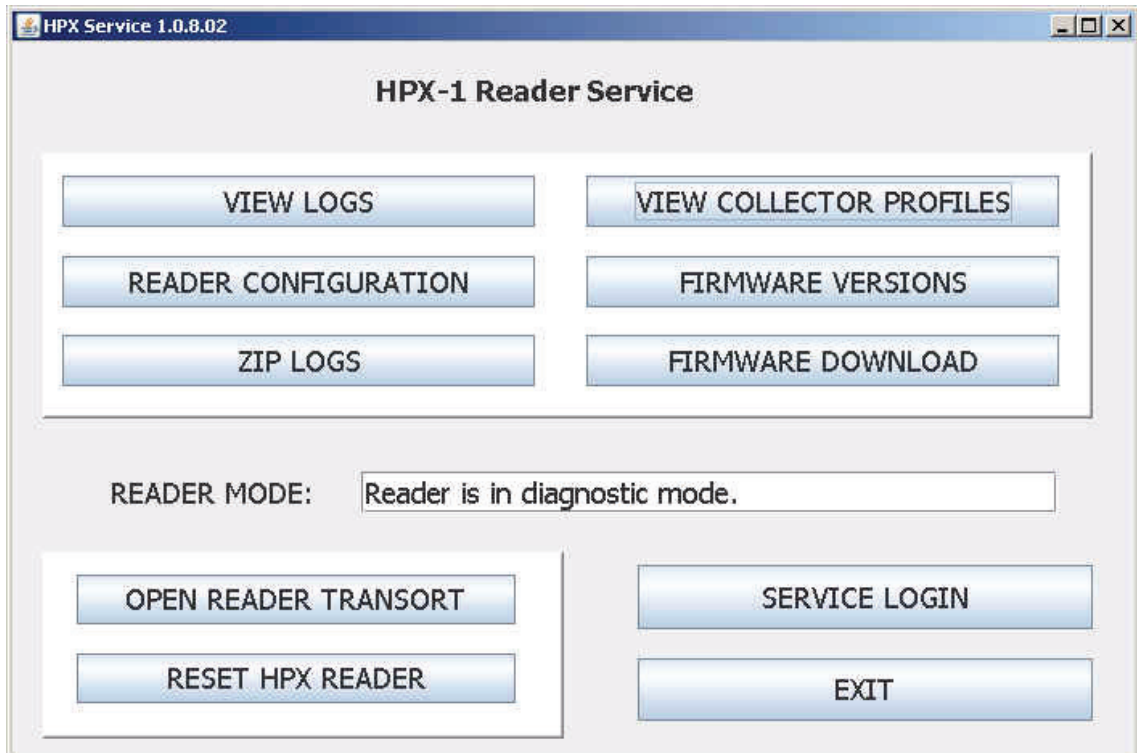 HPX Service 1.0.8.02
HPX-1 Reader Service
VIEW LOGS
VIEW COLLECTOR PROFILES
READER CONFIGURATION
FIRMWARE VERSIONS
ZIP LOGS
FIRMWARE DOWNLOAD
READER MODE: Reader is in diagnostic mode.
OPEN READER TRANSORT
SERVICE LOGIN
RESET HPX READER
EXIT